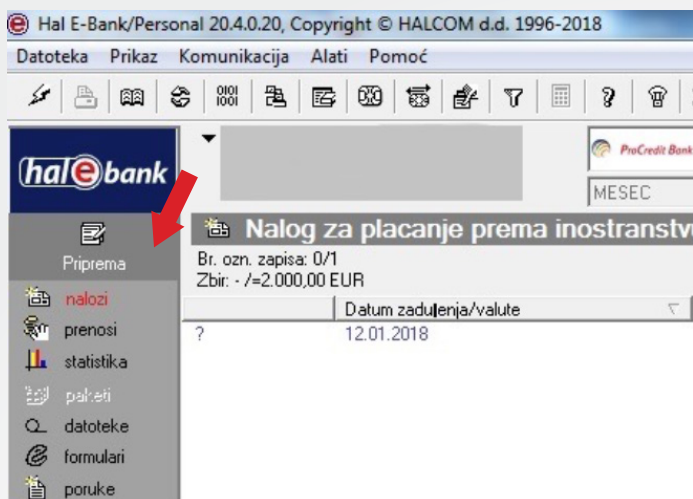 Hal E-Bank/Personal 20.4.0.20, Copyright © HALCOM d.d. 1996-2018
Datoteka Prikaz Komunikacija Alati Pomoć
hal e bank
ProCredit Bank
MESEC
Priprema
Nalog za placanje prema inostranstvu
Br. ozn. zapisa: 0/1
Zbir: - /=2.000,00 EUR
Datum zaduļenja/valute
? 12.01.2018
nalozi
prenosi
statistika
paketi
datoteke
formulari
poruke